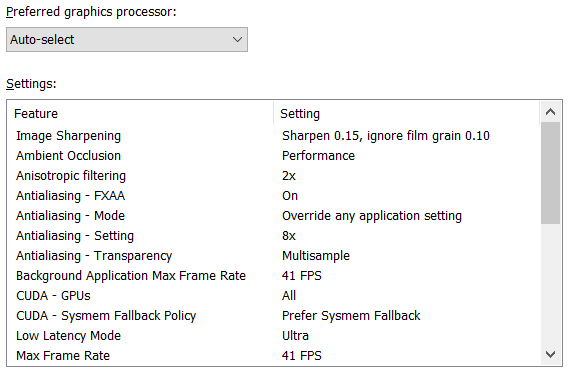 Preferred graphics processor:
Auto-select
Settings:
Feature Setting
Image Sharpening Sharpen 0.15, ignore film grain 0.10
Ambient Occlusion Performance
Anisotropic filtering 2x
Antialiasing - FXAA On
Antialiasing - Mode Override any application setting
Antialiasing - Setting 8x
Antialiasing - Transparency Multisample
Background Application Max Frame Rate 41 FPS
CUDA - GPUs All
CUDA - Sysmem Fallback Policy Prefer Sysmem Fallback
Low Latency Mode Ultra
Max Frame Rate 41 FPS